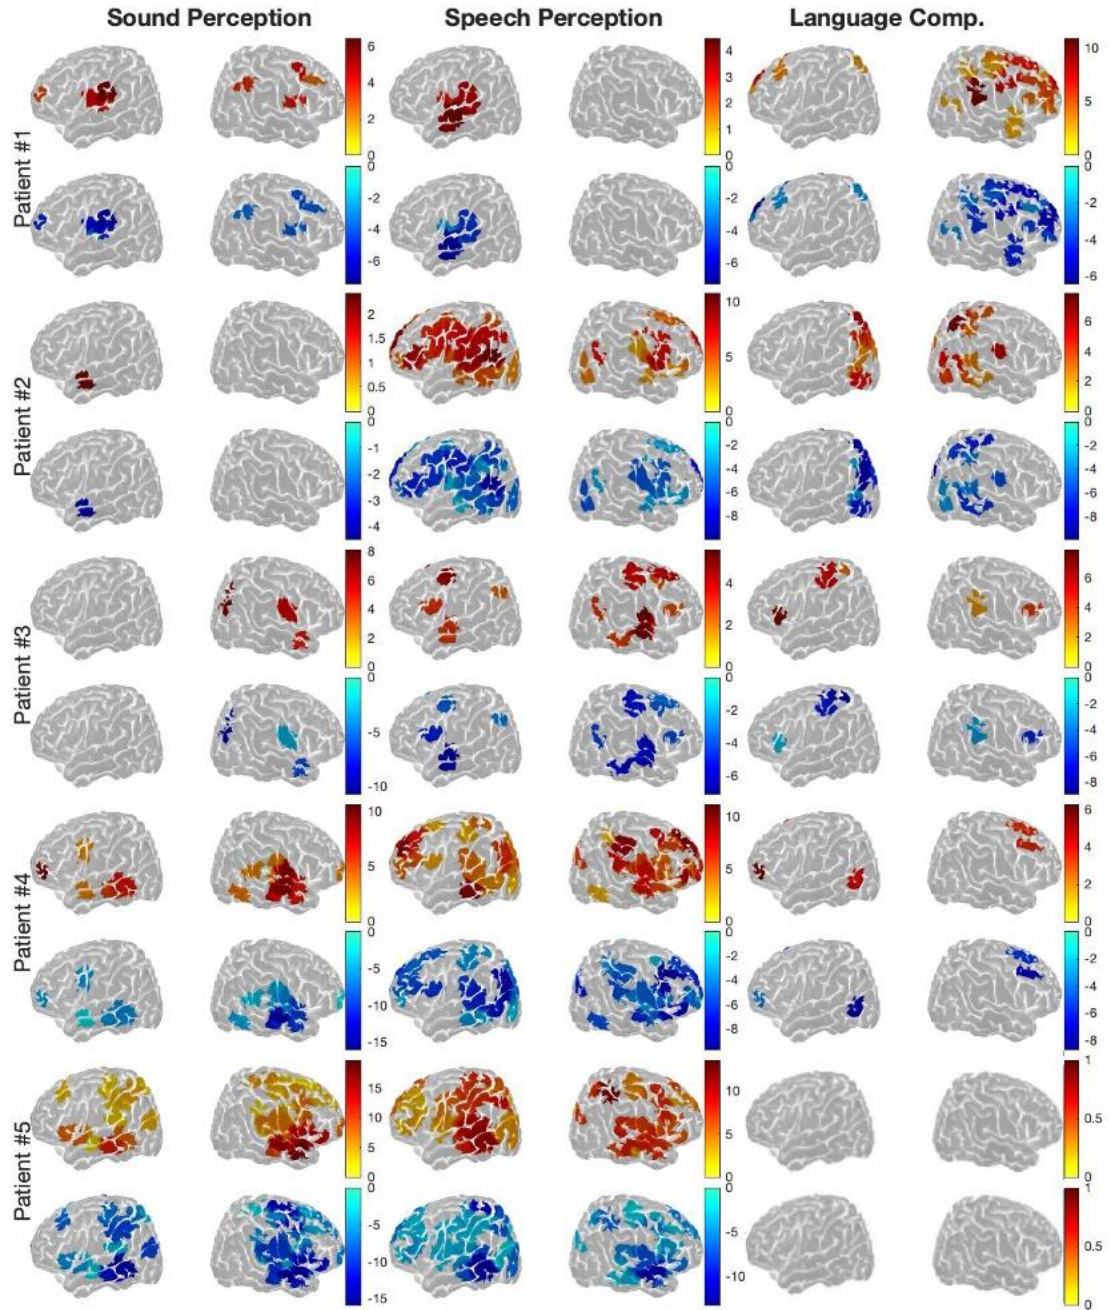 Sound Perception Speech Perception Language Comp.
Patient #1
6 4 2 0
4 3 2 1 0
10 5 0
0 -2 -4 -6
0 -2 -4 -6
0 -2 -4 -6
Patient #2
2 1.5 1 0.5 0
10 5 0
6 4 2 0
0 -1 -2 -3 -4
0 -2 -4 -6 -8
0 -2 -4 -6 -8
Patient #3
8 6 4 2 0
4 2 0
6 4 2 0
0 -5 -10
0 -2 -4 -6
0 -2 -4 -6 -8
Patient #4
10 5 0
10 5 0
6 4 2 0
0 -5 -10 -15
0 -2 -4 -6 -8
0 -2 -4 -6 -8
Patient #5
15 10 5 0
10 5 0
1 0.5 0
0 -5 -10 -15
0 -5 -10
1 0.5 0